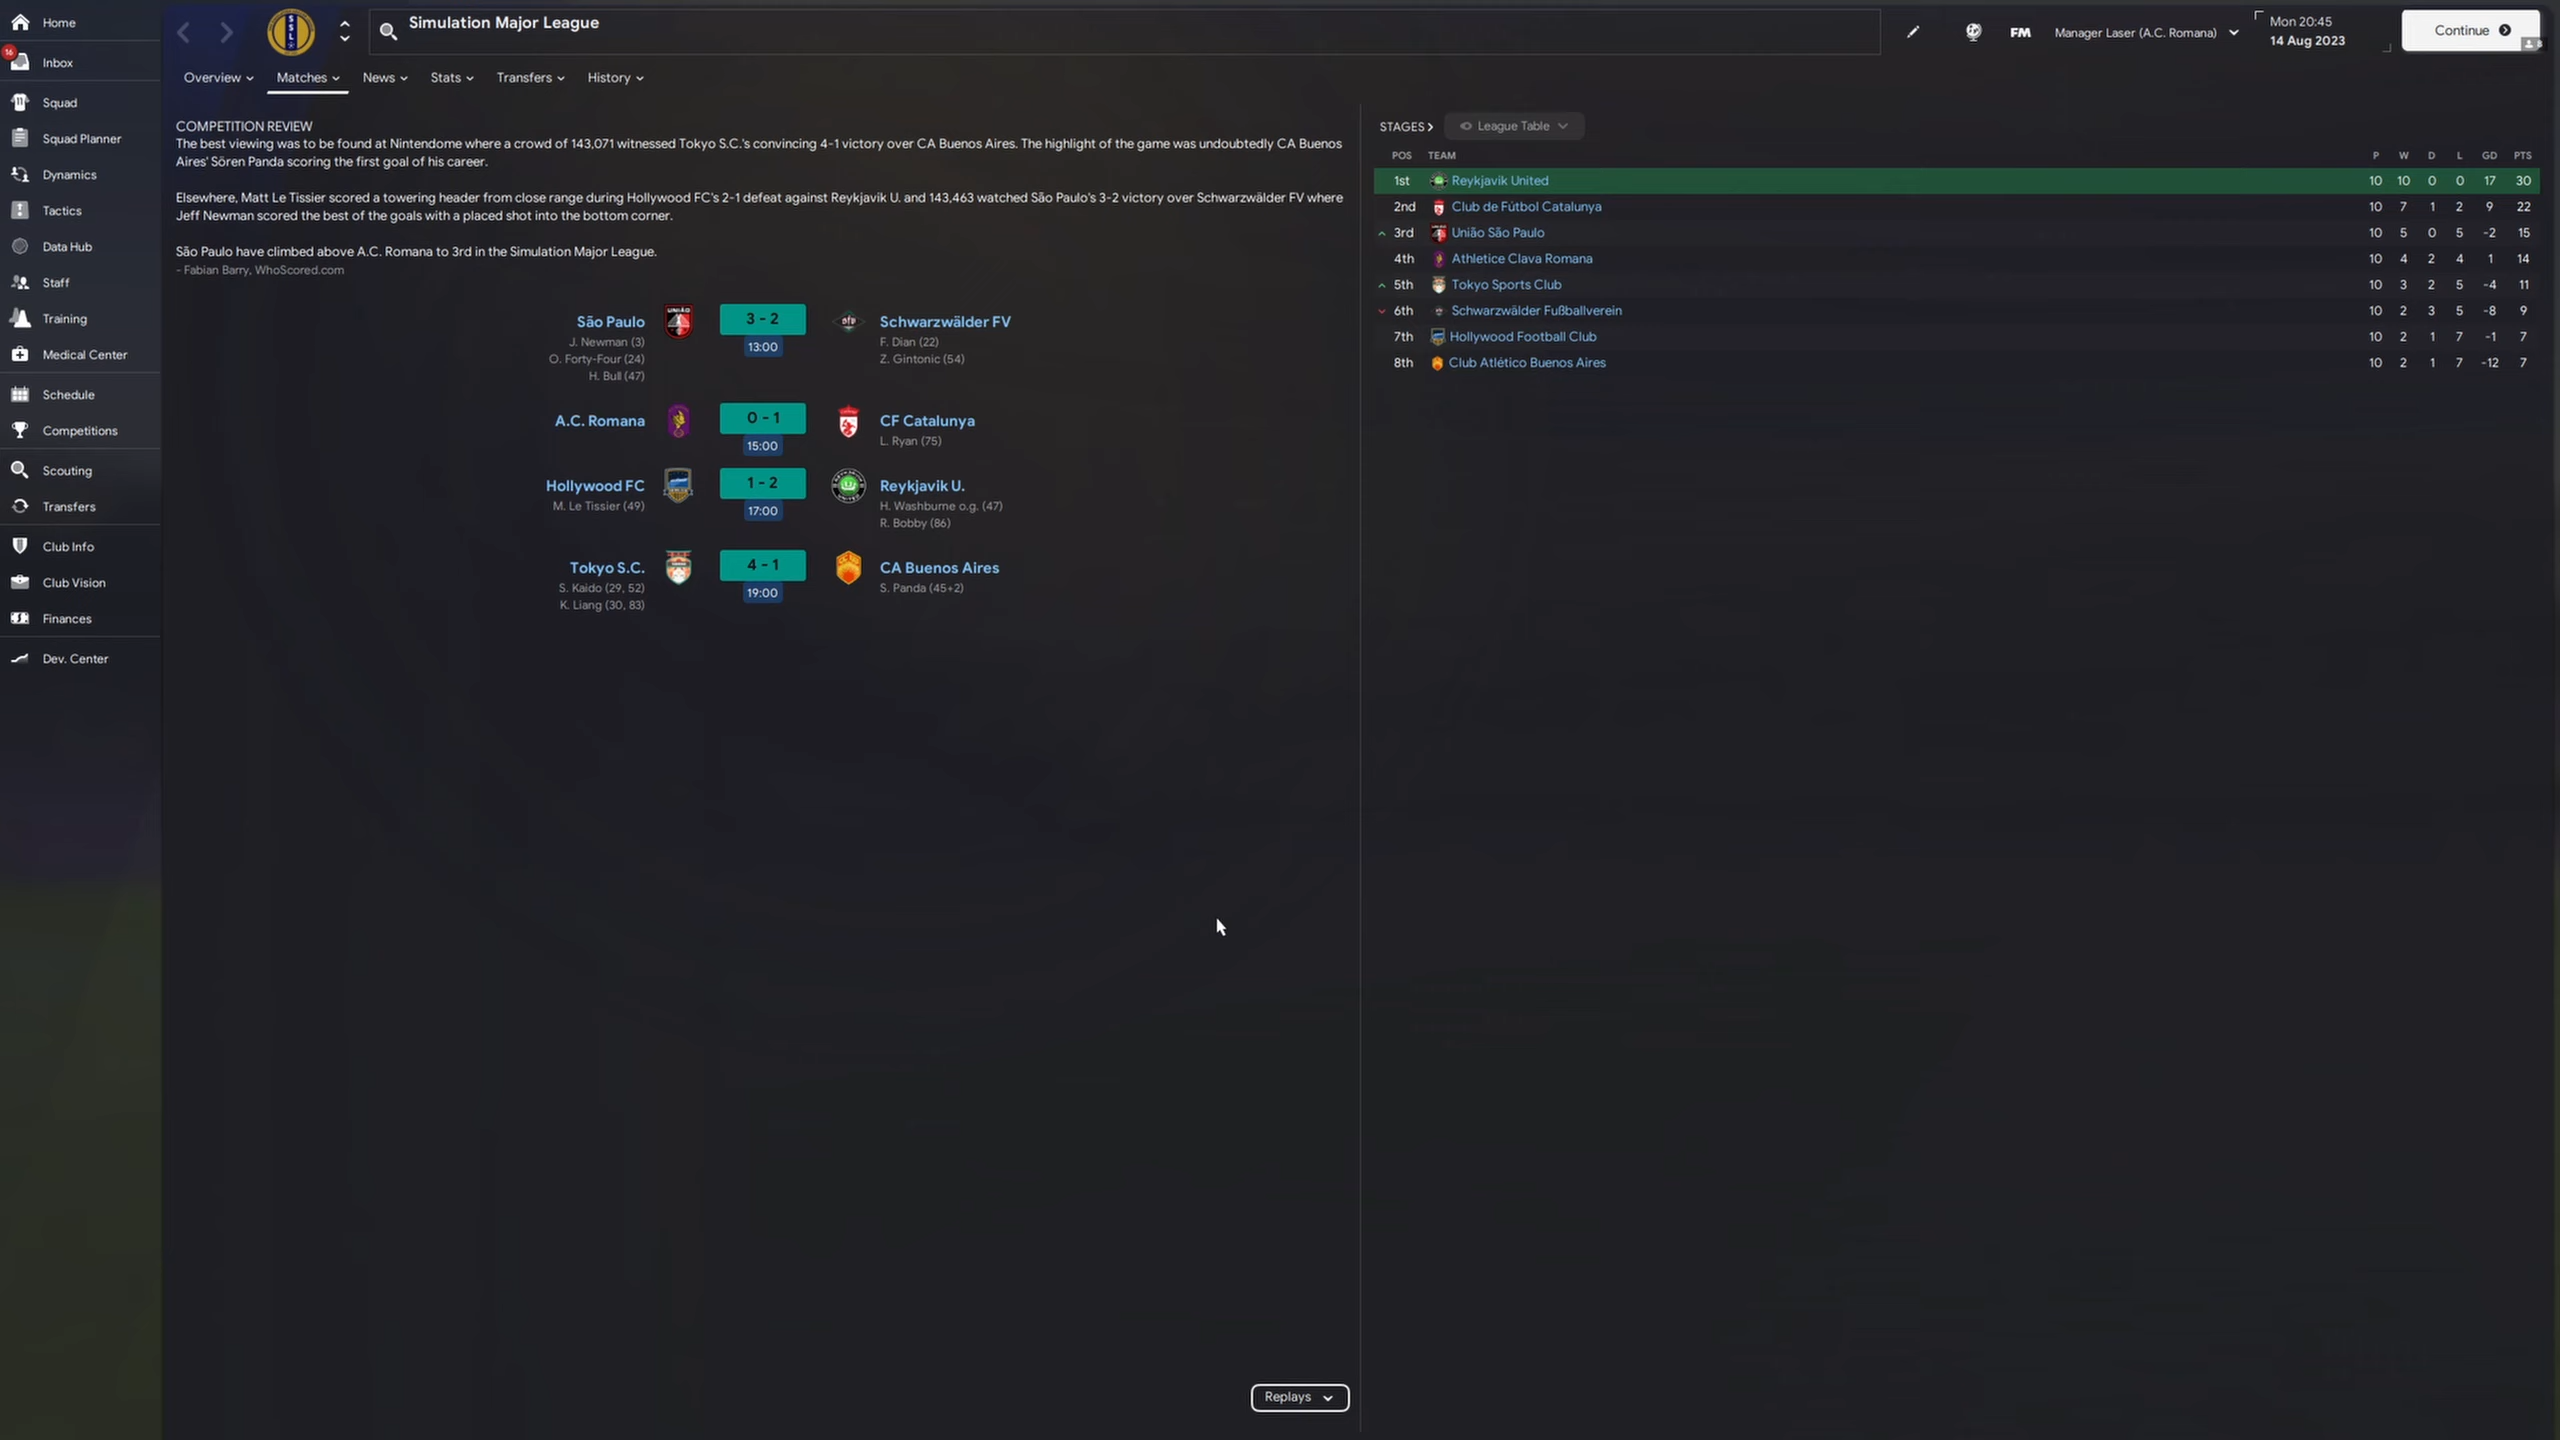 Home
16
Inbox
Squad
Squad Planner
Dynamics
Tactics
Data Hub
Staff
Training
Medical Center
Schedule
Competitions
Scouting
Transfers
Club Info
Club Vision
Finances
Dev. Center
SSL
Simulation Major League
FM
Manager Laser (A.C. Romana)
Mon 20:45
14 Aug 2023
Continue
Overview
Matches
News
Stats
Transfers
History
COMPETITION REVIEW
The best viewing was to be found at Nintendome where a crowd of 143,071 witnessed Tokyo S.C.'s convincing 4-1 victory over CA Buenos Aires. The highlight of the game was undoubtedly CA Buenos
Aires' Sören Panda scoring the first goal of his career.
Elsewhere, Matt Le Tissier scored a towering header from close range during Hollywood FC's 2-1 defeat against Reykjavik U. and 143,463 watched São Paulo's 3-2 victory over Schwarzwälder FV where
Jeff Newman scored the best of the goals with a placed shot into the bottom corner.
São Paulo have climbed above A.C. Romana to 3rd in the Simulation Major League.
- Fabian Barry, WhoScored.com
São Paulo 3 - 2 Schwarzwälder FV
J. Newman (3) 13:00 F. Dian (22)
O. Forty-Four (24) Z. Gintonic (54)
H. Bull (47)
A.C. Romana 0 - 1 CF Catalunya
15:00 L. Ryan (75)
Hollywood FC 1 - 2 Reykjavik U.
M. Le Tissier (49) 17:00 H. Washburne o.g. (47)
R. Bobby (86)
Tokyo S.C. 4 - 1 CA Buenos Aires
S. Kaido (29, 52) 19:00 S. Panda (45+2)
K. Liang (30, 83)
Replays
STAGES League Table
POS TEAM P W D L GD PTS
1st Reykjavik United 10 10 0 0 17 30
2nd Club de Fútbol Catalunya 10 7 1 2 9 22
3rd União São Paulo 10 5 0 5 -2 15
4th Athletice Clava Romana 10 4 2 4 1 14
5th Tokyo Sports Club 10 3 2 5 -4 11
6th Schwarzwälder Fußballverein 10 2 3 5 -8 9
7th Hollywood Football Club 10 2 1 7 -1 7
8th Club Atlético Buenos Aires 10 2 1 7 -12 7